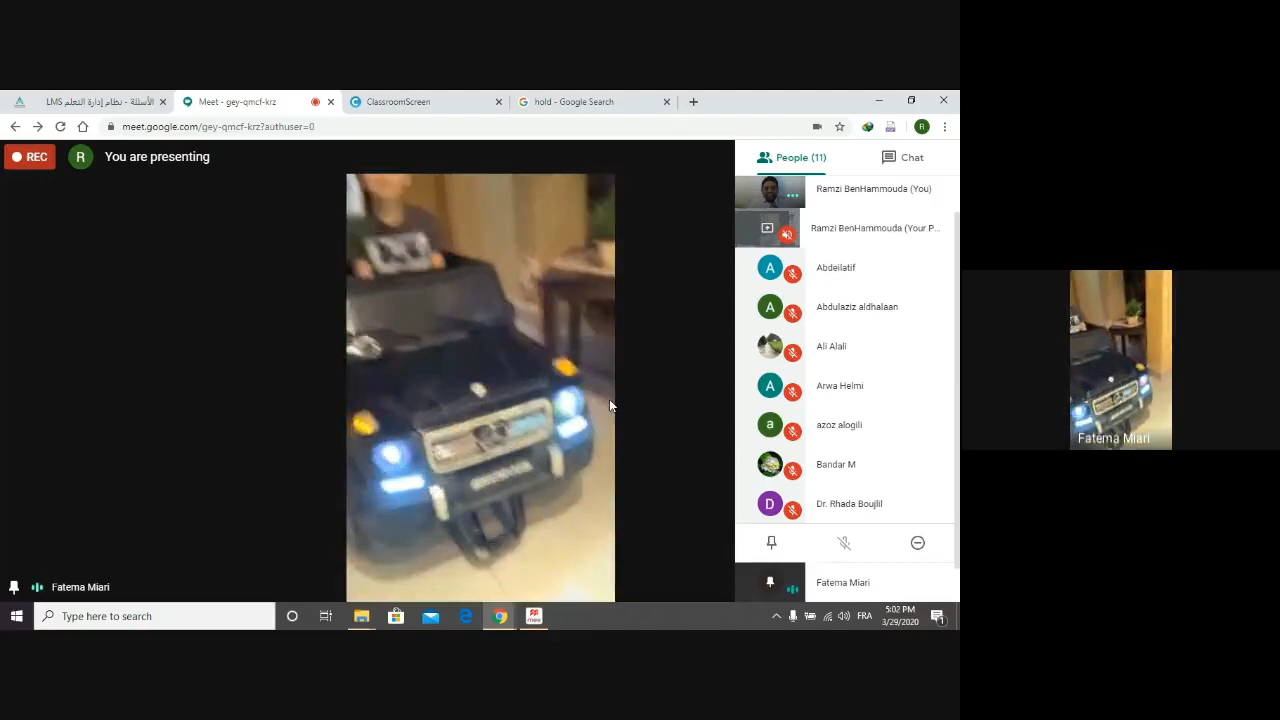 الأسئلة - نظام إدارة التعلم LMS
Meet - gey-qmcf-krz
ClassroomScreen
hold - Google Search
meet.google.com/gey-qmcf-krz?authuser=0
R
REC
R
You are presenting
People (11)
Chat
Ramzi BenHammouda (You)
Ramzi BenHammouda (Your P...
A
Abdeilatif
A
Abdulaziz aldhalaan
Ali Alali
A
Arwa Helmi
a
azoz alogili
Bandar M
D
Dr. Rhada Boujlil
Fatema Miari
Fatema Miari
Fatema Miari
Type here to search
FRA
5:02 PM
3/29/2020
1